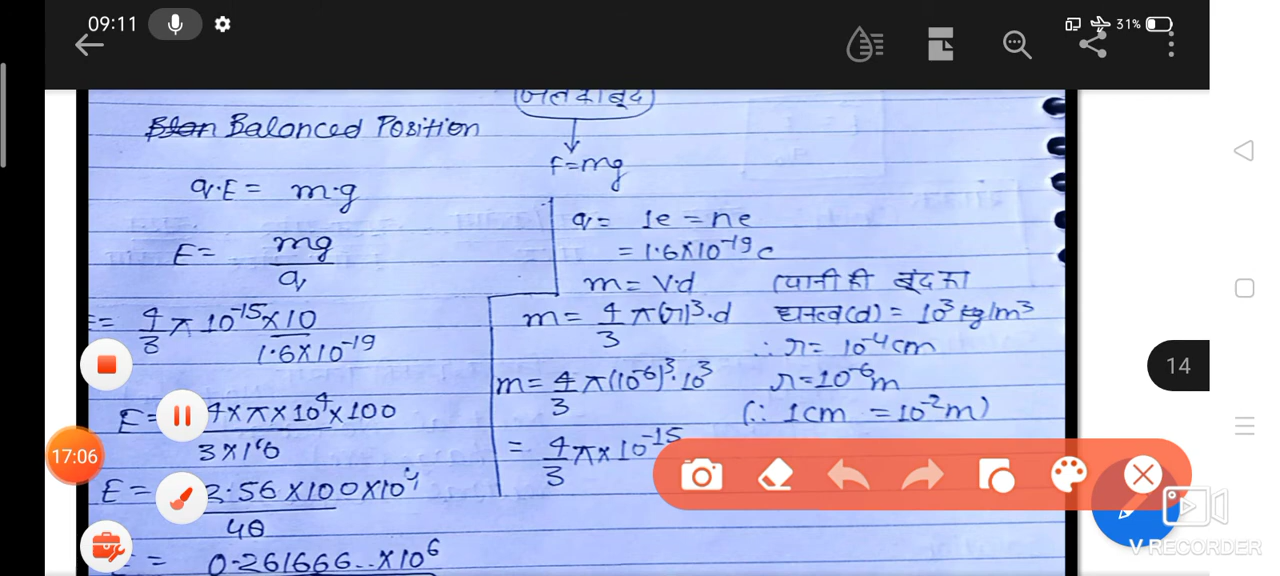 09:11
31%
जल का बूंद
Balanced Position
F=mg
q.E = m.g
E = mg/q
q = 1e = ne
= 1.6×10⁻¹⁹C
m = V.d (पानी की बूंद का
m = 4/3 π(r)³.d घनत्व(d) = 10³ kg/m³
∴ r = 10⁻⁴cm
E = 4/3 π 10⁻¹⁵×10/1.6×10⁻¹⁹
m = 4/3 π(10⁻⁶)³.10³ r = 10⁻⁶m
E = 4×π×10⁴×100/3×16 (∵ 1cm = 10⁻²m)
= 4/3 π×10⁻¹⁵
E = .56×100×10⁴/48
= 0.261666..×10⁶
14
17:06
V RECORDER